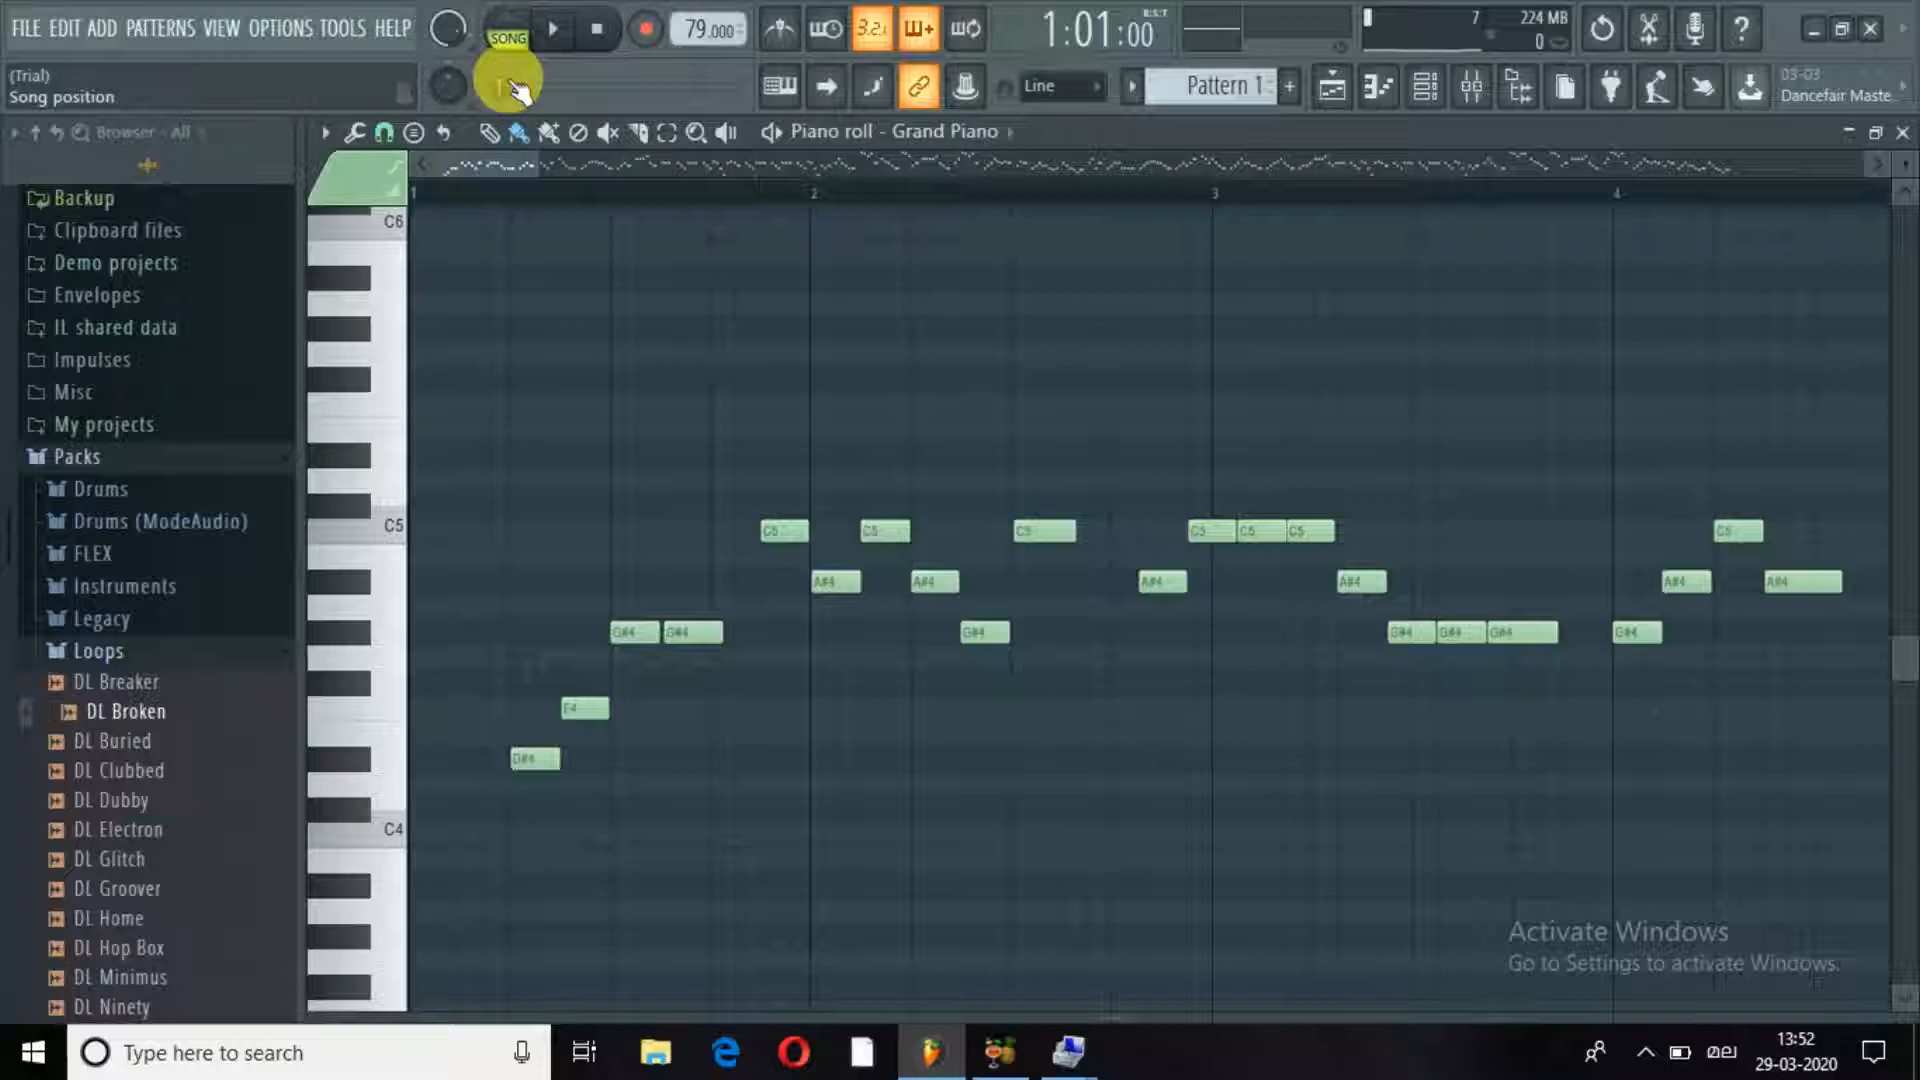 FILE EDIT ADD PATTERNS VIEW OPTIONS TOOLS HELP
SONG
79.000
3.2.1
1:01:00
B:S:T
7
224 MB
0
(Trial)
Song position
Line
Pattern 1
+
03-03
Dancefair Maste..
Browser - All
Piano roll - Grand Piano
1
2
3
4
Backup
Clipboard files
Demo projects
Envelopes
IL shared data
Impulses
Misc
My projects
Packs
Drums
Drums (ModeAudio)
FLEX
Instruments
Legacy
Loops
DL Breaker
DL Broken
DL Buried
DL Clubbed
DL Dubby
DL Electron
DL Glitch
DL Groover
DL Home
DL Hop Box
DL Minimus
DL Ninety
C6
C5
C4
C5
C5
C5
C5
C5
C5
C5
A#4
A#4
A#4
A#4
A#4
A#4
G#4
G#4
G#4
G#4
G#4
G#4
G#4
F4
D#4
Activate Windows
Go to Settings to activate Windows.
Type here to search
13:52
29-03-2020